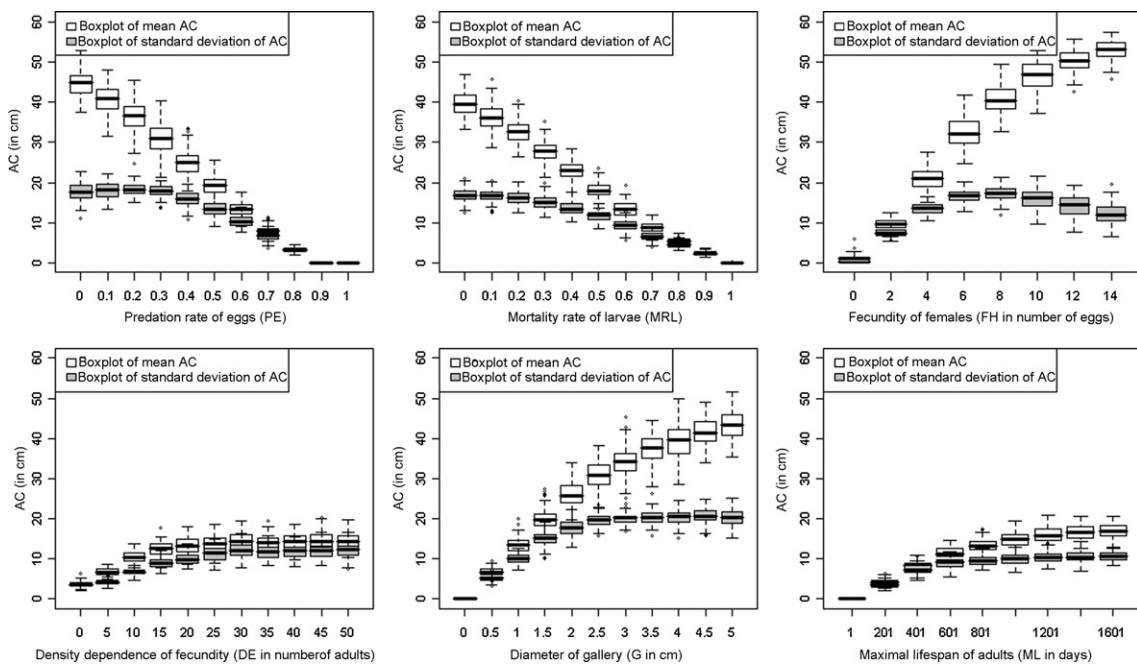 Boxplot of mean AC
Boxplot of standard deviation of AC
AC (in cm)
60
50
40
30
20
10
0
0 0.1 0.2 0.3 0.4 0.5 0.6 0.7 0.8 0.9 1
Predation rate of eggs (PE)
Boxplot of mean AC
Boxplot of standard deviation of AC
AC (in cm)
60
50
40
30
20
10
0
0 0.1 0.2 0.3 0.4 0.5 0.6 0.7 0.8 0.9 1
Mortality rate of larvae (MRL)
Boxplot of mean AC
Boxplot of standard deviation of AC
AC (in cm)
60
50
40
30
20
10
0
0 2 4 6 8 10 12 14
Fecundity of females (FH in number of eggs)
Boxplot of mean AC
Boxplot of standard deviation of AC
AC (in cm)
60
50
40
30
20
10
0
0 5 10 15 20 25 30 35 40 45 50
Density dependence of fecundity (DE in numberof adults)
Boxplot of mean AC
Boxplot of standard deviation of AC
AC (in cm)
60
50
40
30
20
10
0
0 0.5 1 1.5 2 2.5 3 3.5 4 4.5 5
Diameter of gallery (G in cm)
Boxplot of mean AC
Boxplot of standard deviation of AC
AC (in cm)
60
50
40
30
20
10
0
1 201 401 601 801 1201 1601
Maximal lifespan of adults (ML in days)